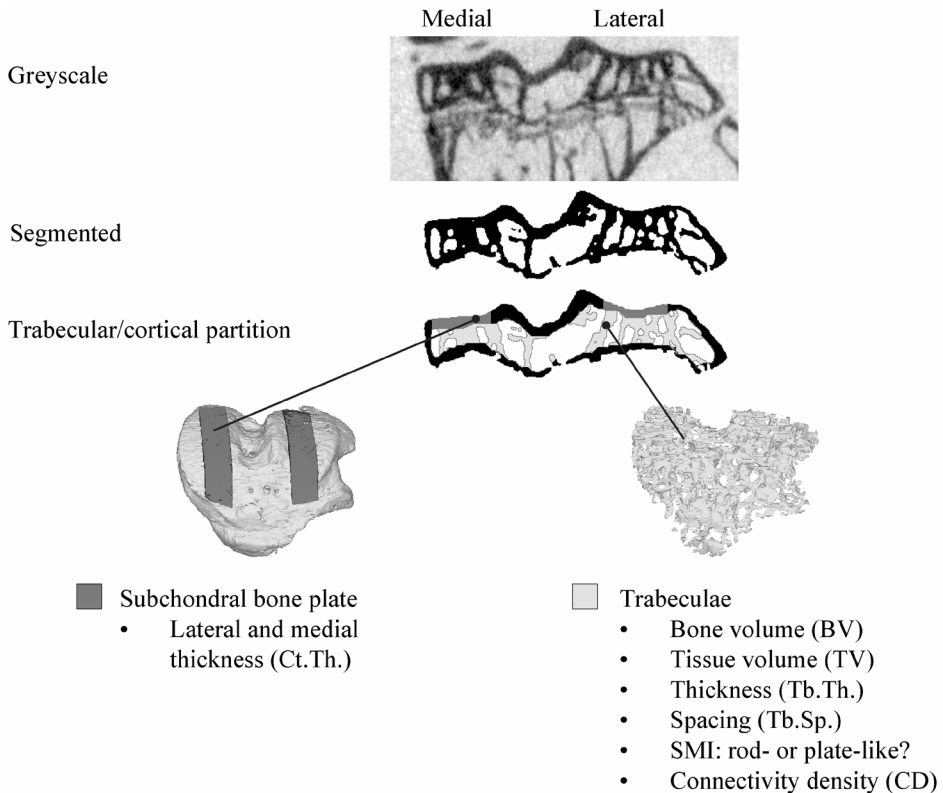 Medial Lateral
Greyscale
Segmented
Trabecular/cortical partition
Subchondral bone plate
• Lateral and medial
thickness (Ct.Th.)
Trabeculae
• Bone volume (BV)
• Tissue volume (TV)
• Thickness (Tb.Th.)
• Spacing (Tb.Sp.)
• SMI: rod- or plate-like?
• Connectivity density (CD)